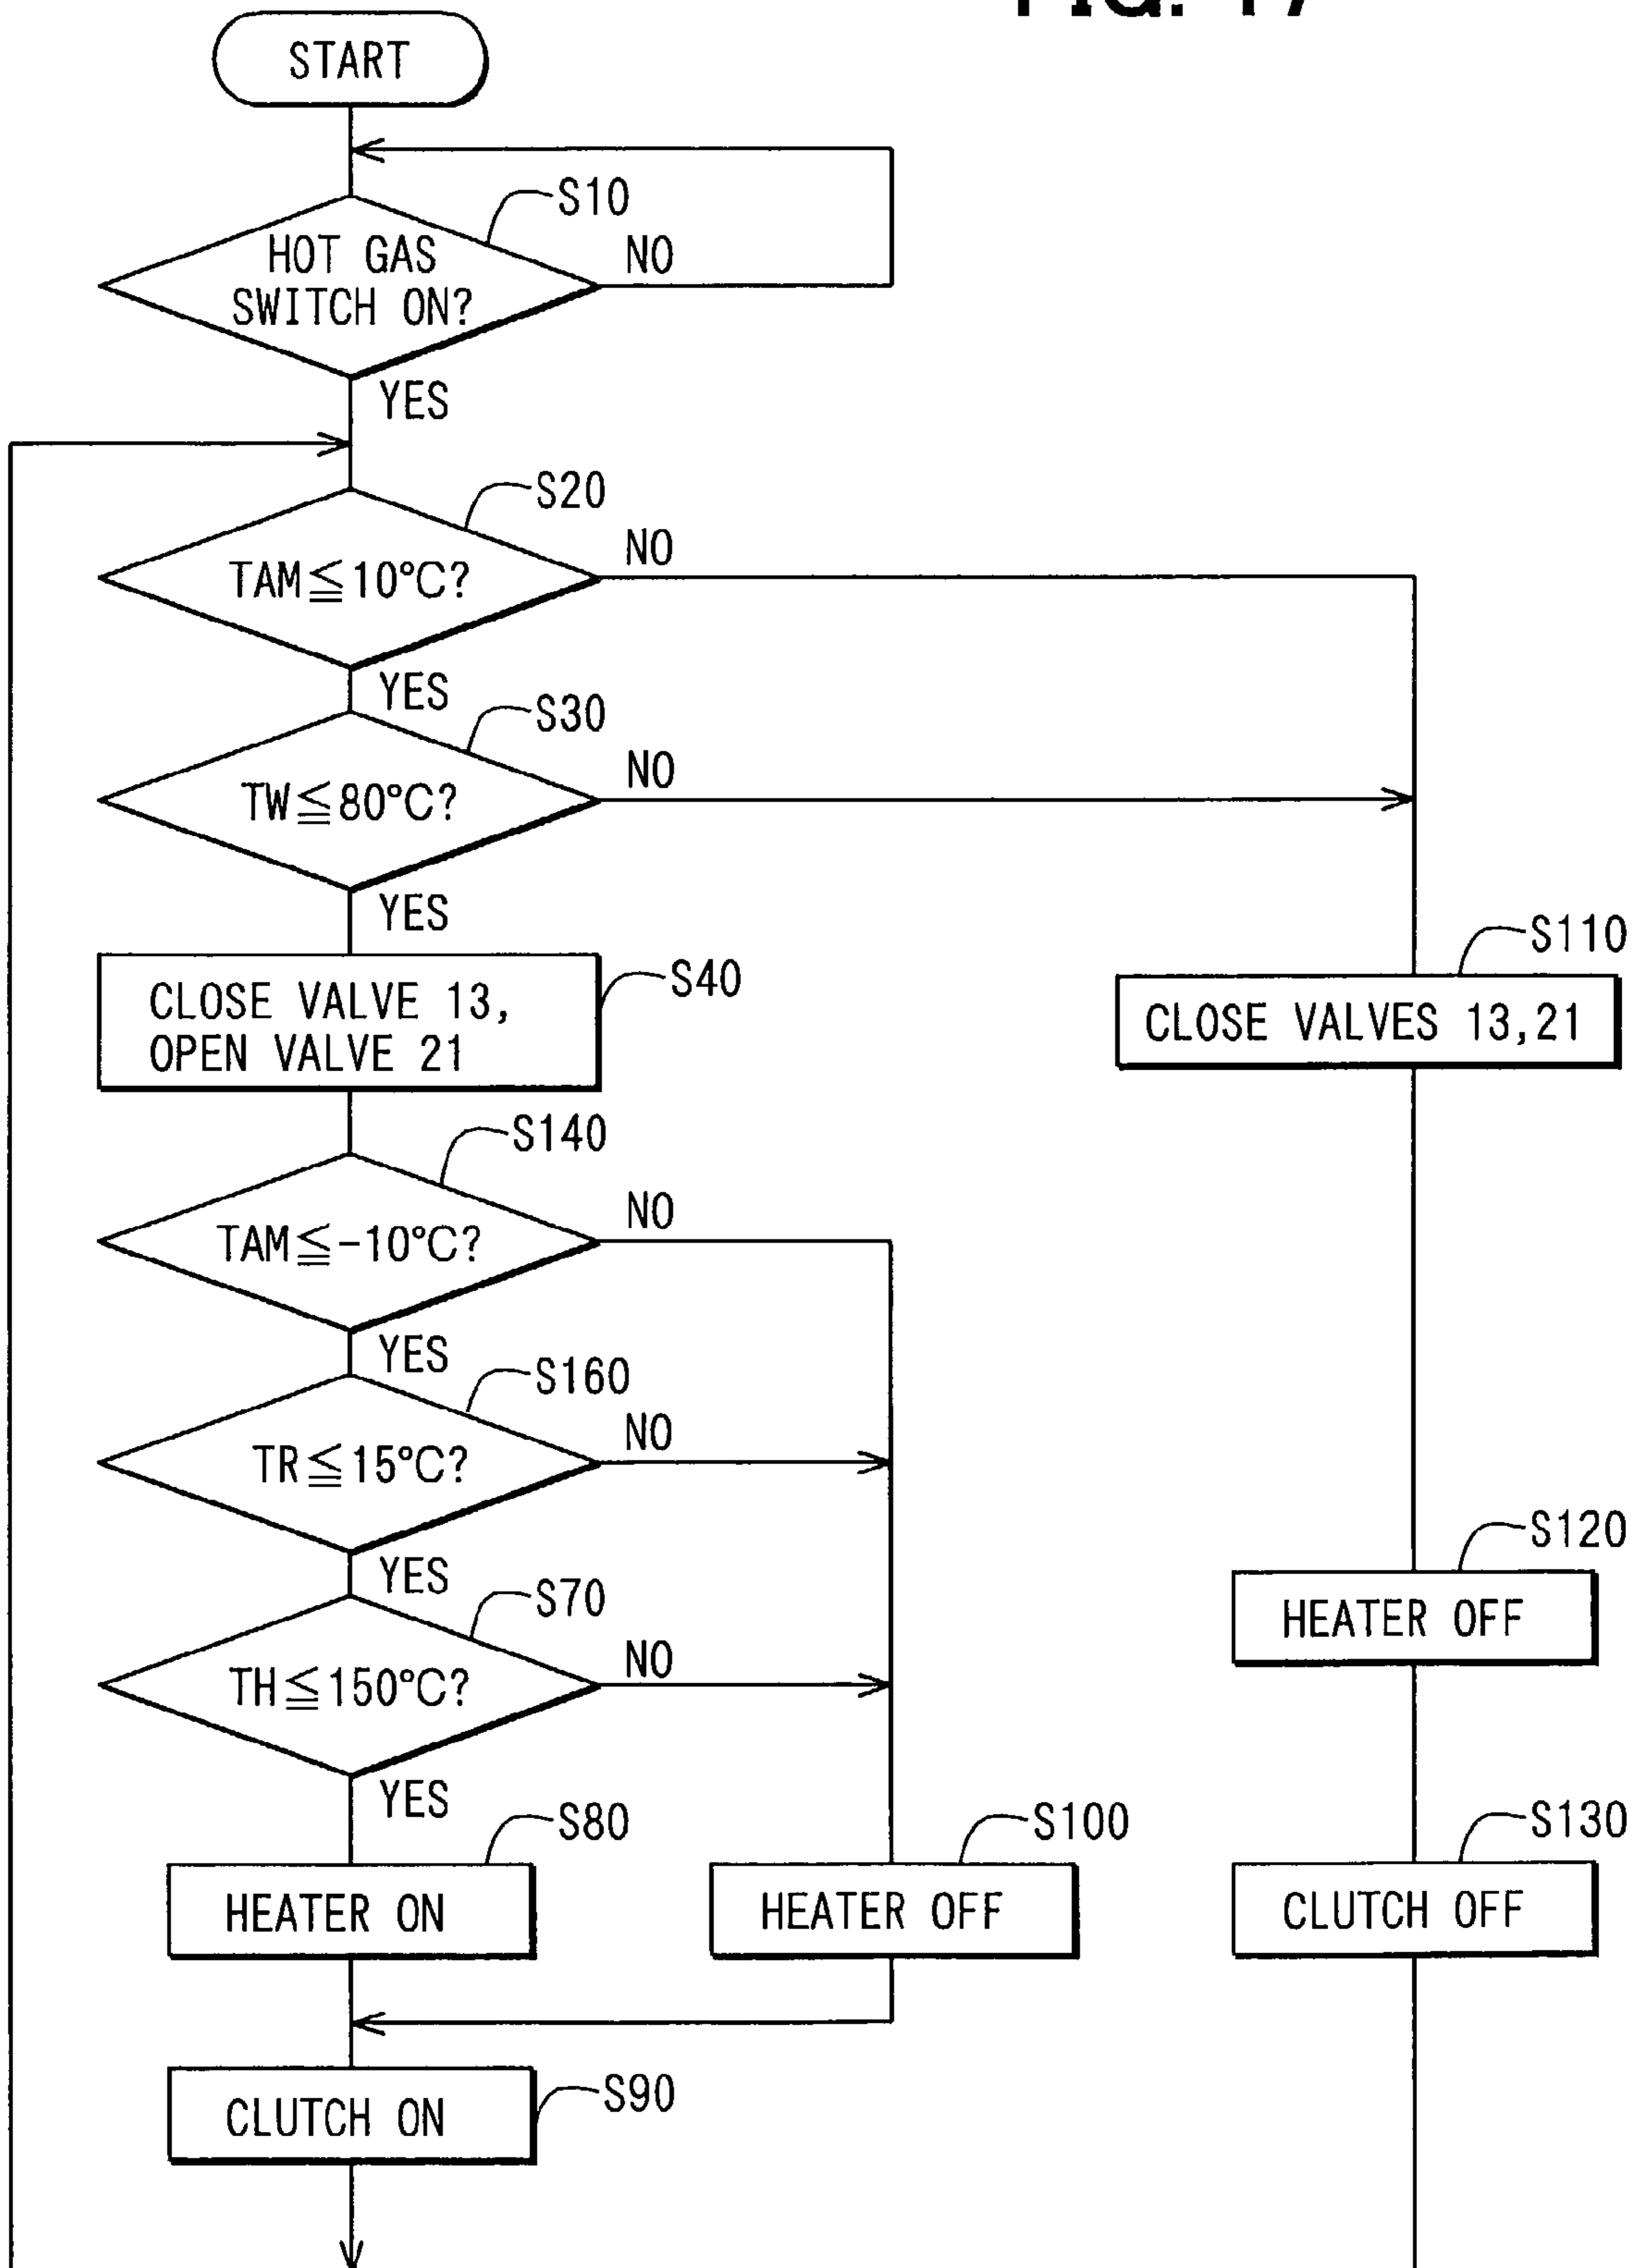 FIG. 17
START
S10
HOT GAS
SWITCH ON?
NO
YES
S20
TAM≦10°C?
NO
YES
S30
TW≦80°C?
NO
YES
S40
CLOSE VALVE 13,
OPEN VALVE 21
S110
CLOSE VALVES 13,21
S140
TAM≦-10°C?
NO
YES
S160
TR≦15°C?
NO
YES
S120
HEATER OFF
S70
TH≦150°C?
NO
YES
S80
HEATER ON
S100
HEATER OFF
S130
CLUTCH OFF
S90
CLUTCH ON